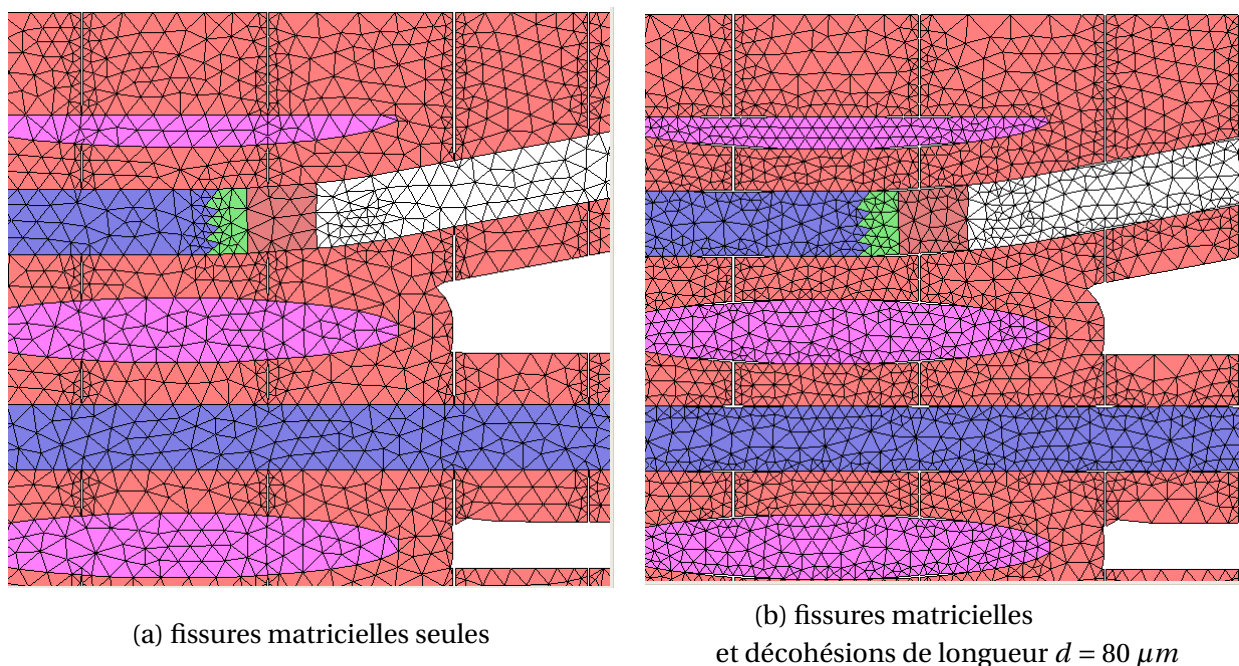 (a) fissures matricielles seules
(b) fissures matricielles
et décohésions de longueur d = 80 μm